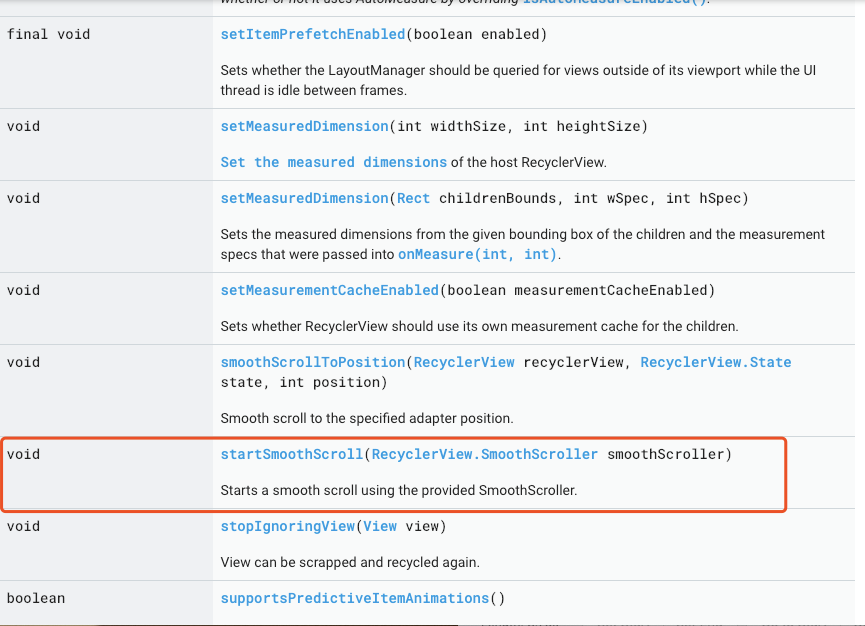 whether or not it uses AutoMeasure by overriding isAutoMeasureEnabled().
final void setItemPrefetchEnabled(boolean enabled)
Sets whether the LayoutManager should be queried for views outside of its viewport while the UI
thread is idle between frames.
void setMeasuredDimension(int widthSize, int heightSize)
Set the measured dimensions of the host RecyclerView.
void setMeasuredDimension(Rect childrenBounds, int wSpec, int hSpec)
Sets the measured dimensions from the given bounding box of the children and the measurement
specs that were passed into onMeasure(int, int).
void setMeasurementCacheEnabled(boolean measurementCacheEnabled)
Sets whether RecyclerView should use its own measurement cache for the children.
void smoothScrollToPosition(RecyclerView recyclerView, RecyclerView.State
state, int position)
Smooth scroll to the specified adapter position.
void startSmoothScroll(RecyclerView.SmoothScroller smoothScroller)
Starts a smooth scroll using the provided SmoothScroller.
void stopIgnoringView(View view)
View can be scrapped and recycled again.
boolean supportsPredictiveItemAnimations()